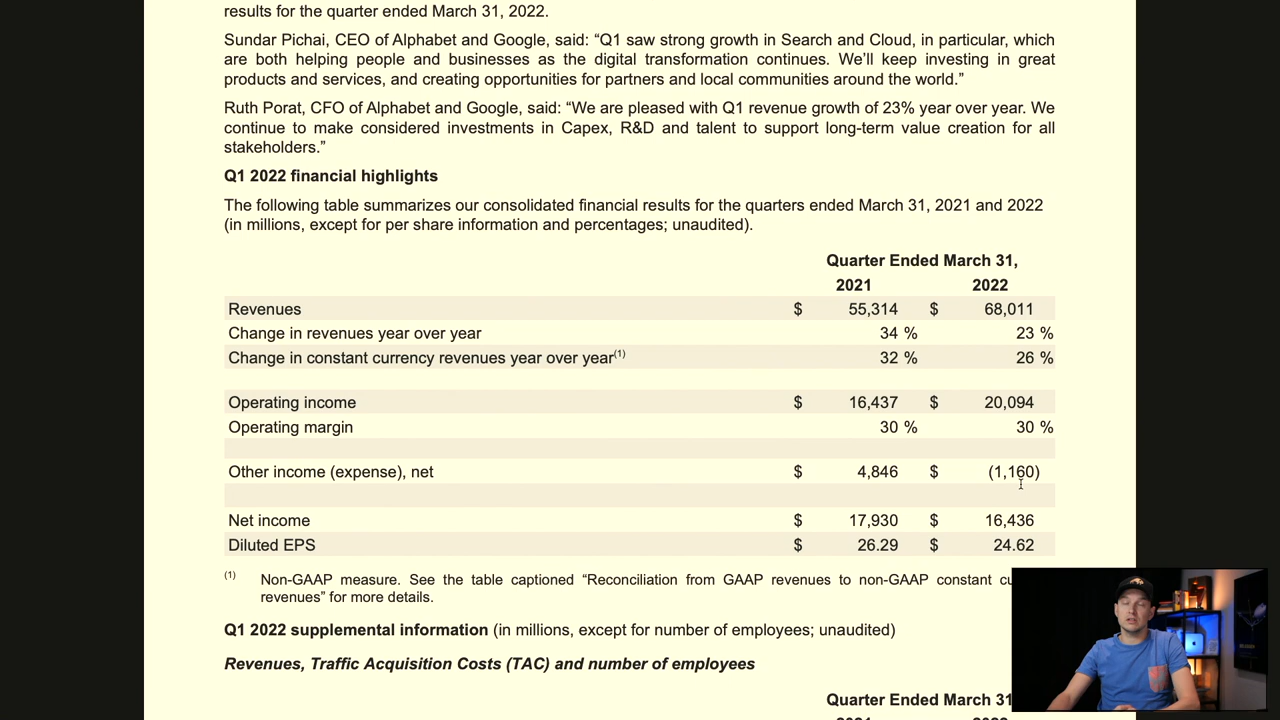 results for the quarter ended March 31, 2022.
Sundar Pichai, CEO of Alphabet and Google, said: “Q1 saw strong growth in Search and Cloud, in particular, which
are both helping people and businesses as the digital transformation continues. We’ll keep investing in great
products and services, and creating opportunities for partners and local communities around the world.”
Ruth Porat, CFO of Alphabet and Google, said: “We are pleased with Q1 revenue growth of 23% year over year. We
continue to make considered investments in Capex, R&D and talent to support long-term value creation for all
stakeholders.”
Q1 2022 financial highlights
The following table summarizes our consolidated financial results for the quarters ended March 31, 2021 and 2022
(in millions, except for per share information and percentages; unaudited).
Quarter Ended March 31,
2021 2022
Revenues $ 55,314 $ 68,011
Change in revenues year over year 34 % 23 %
Change in constant currency revenues year over year(1) 32 % 26 %
Operating income $ 16,437 $ 20,094
Operating margin 30 % 30 %
Other income (expense), net $ 4,846 $ (1,160)
Net income $ 17,930 $ 16,436
Diluted EPS $ 26.29 $ 24.62
(1) Non-GAAP measure. See the table captioned “Reconciliation from GAAP revenues to non-GAAP constant
revenues” for more details.
Q1 2022 supplemental information (in millions, except for number of employees; unaudited)
Revenues, Traffic Acquisition Costs (TAC) and number of employees
Quarter Ended March 31
2021 2022